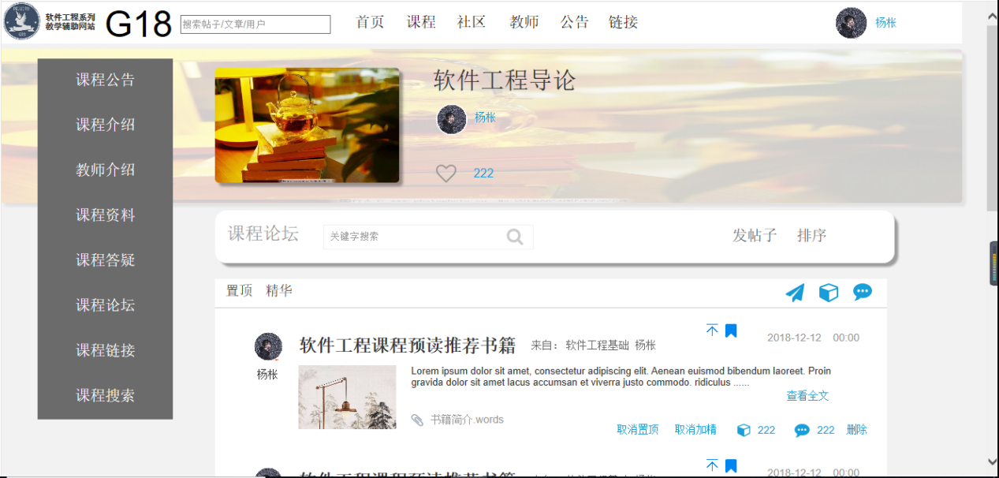 软件工程系列
教学辅助网站
G18
搜索帖子/文章/用户
首页 课程 社区 教师 公告 链接
杨枨
课程公告
课程介绍
教师介绍
课程资料
课程答疑
课程论坛
课程链接
课程搜索
软件工程导论
杨枨
222
课程论坛
关键字搜索
发帖子 排序
置顶 精华
软件工程课程预读推荐书籍 来自：软件工程基础 杨枨
2018-12-12 00:00
杨枨
Lorem ipsum dolor sit amet, consectetur adipiscing elit. Aenean euismod bibendum laoreet. Proin
gravida dolor sit amet lacus accumsan et viverra justo commodo. ridiculus ......
查看全文
书籍简介.words
取消置顶 取消加精 222 222 删除
2018-12-12 00:00
软件工程课程预读推荐书籍